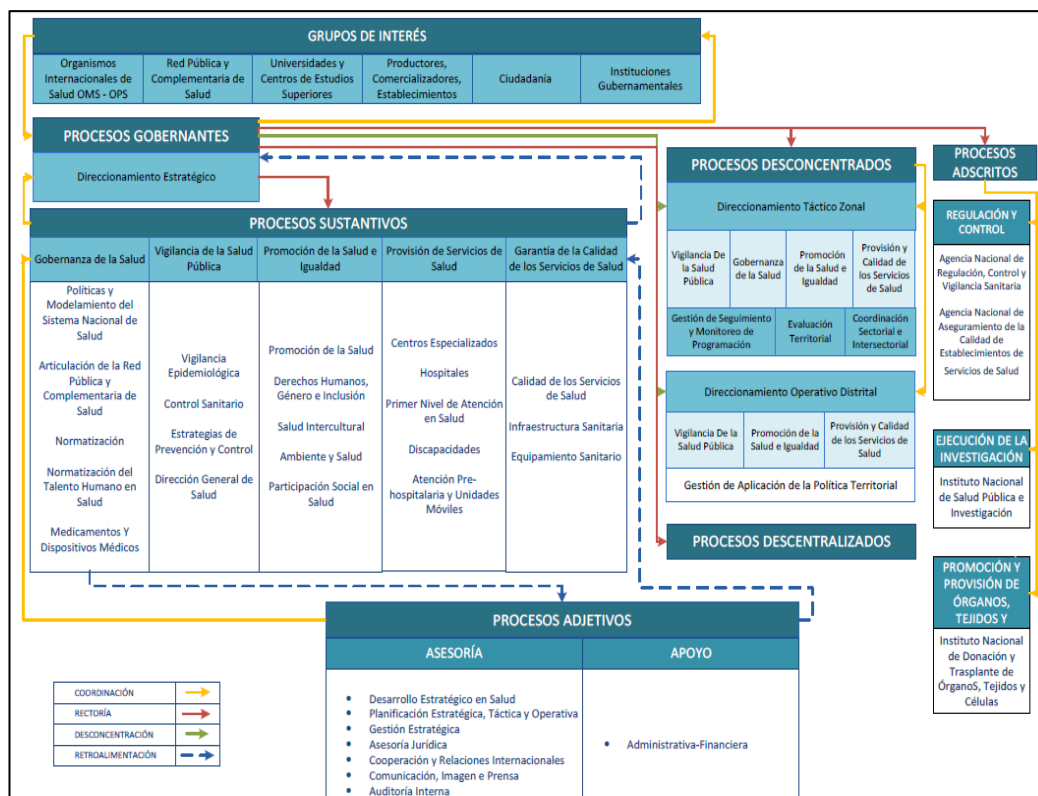 GRUPOS DE INTERÉS
Organismos
Internacionales de
Salud OMS - OPS
Red Pública y
Complementaria de
Salud
Universidades y
Centros de Estudios
Superiores
Productores,
Comercializadores,
Establecimientos
Ciudadanía
Instituciones
Gubernamentales
PROCESOS GOBERNANTES
Direccionamiento Estratégico
PROCESOS SUSTANTIVOS
Gobernanza de la Salud
Políticas y
Modelamiento del
Sistema Nacional de
Salud
Articulación de la Red
Pública y
Complementaria de
Salud
Normatización
Normatización del
Talento Humano en
Salud
Medicamentos Y
Dispositivos Médicos
Vigilancia de la Salud
Pública
Vigilancia
Epidemiológica
Control Sanitario
Estrategias de
Prevención y Control
Dirección General de
Salud
Promoción de la Salud e
Igualdad
Promoción de la Salud
Derechos Humanos,
Género e Inclusión
Salud Intercultural
Ambiente y Salud
Participación Social en
Salud
Provisión de Servicios de
Salud
Centros Especializados
Hospitales
Primer Nivel de Atención
en Salud
Discapacidades
Atención Pre-
hospitalaria y Unidades
Móviles
Garantía de la Calidad
de los Servicios de Salud
Calidad de los Servicios
de Salud
Infraestructura Sanitaria
Equipamiento Sanitario
PROCESOS DESCONCENTRADOS
Direccionamiento Táctico Zonal
Vigilancia De
la Salud
Pública
Gobernanza
de la Salud
Promoción
de la Salud e
Igualdad
Provisión y
Calidad de
los Servicios
de Salud
Gestión de Seguimiento
y Monitoreo de
Programación
Evaluación
Territorial
Coordinación
Sectorial e
Intersectorial
Direccionamiento Operativo Distrital
Vigilancia De la
Salud Pública
Promoción de la
Salud e Igualdad
Provisión y Calidad
de los Servicios de
Salud
Gestión de Aplicación de la Política Territorial
PROCESOS DESCENTRALIZADOS
PROCESOS
ADSCRITOS
REGULACIÓN Y
CONTROL
Agencia Nacional de
Regulación, Control y
Vigilancia Sanitaria
Agencia Nacional de
Aseguramiento de la
Calidad de
Establecimientos de
Servicios de Salud
EJECUCIÓN DE LA
INVESTIGACIÓN
Instituto Nacional
de Salud Pública e
Investigación
PROMOCIÓN Y
PROVISIÓN DE
ÓRGANOS,
TEJIDOS Y
Instituto Nacional
de Donación y
Trasplante de
ÓrganoS, Tejidos y
Células
PROCESOS ADJETIVOS
ASESORÍA
• Desarrollo Estratégico en Salud
• Planificación Estratégica, Táctica y Operativa
• Gestión Estratégica
• Asesoría Jurídica
• Cooperación y Relaciones Internacionales
• Comunicación, Imagen e Prensa
• Auditoría Interna
APOYO
• Administrativa-Financiera
COORDINACIÓN
RECTORÍA
DESCONCENTRACIÓN
RETROALIMENTACIÓN